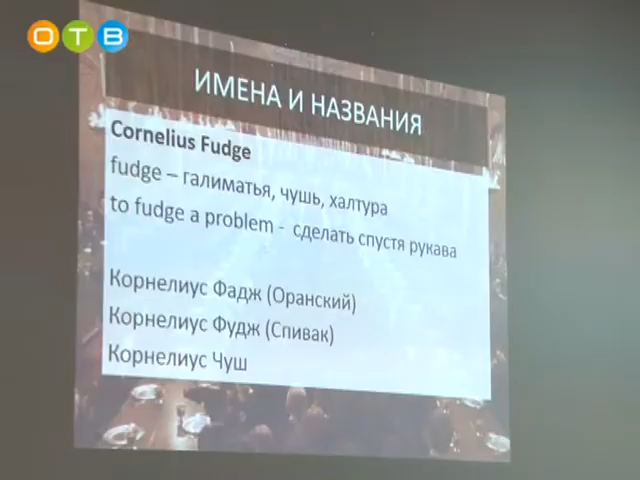 ОТВ
ИМЕНА И НАЗВАНИЯ
Cornelius Fudge
fudge – галиматья, чушь, халтура
to fudge a problem - сделать спустя рукава
Корнелиус Фадж (Оранский)
Корнелиус Фудж (Спивак)
Корнелиус Чуш